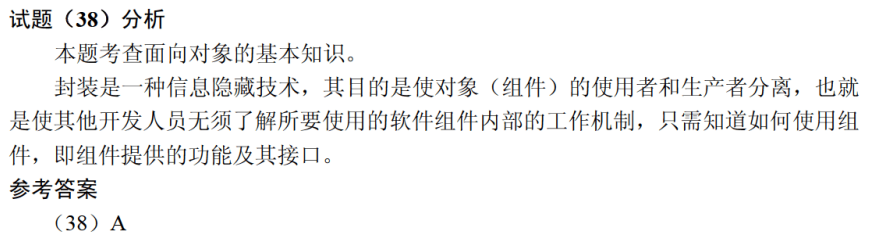 试题（38）分析
本题考查面向对象的基本知识。
封装是一种信息隐藏技术，其目的是使对象（组件）的使用者和生产者分离，也就
是使其他开发人员无须了解所要使用的软件组件内部的工作机制，只需知道如何使用组
件，即组件提供的功能及其接口。
参考答案
（38）A